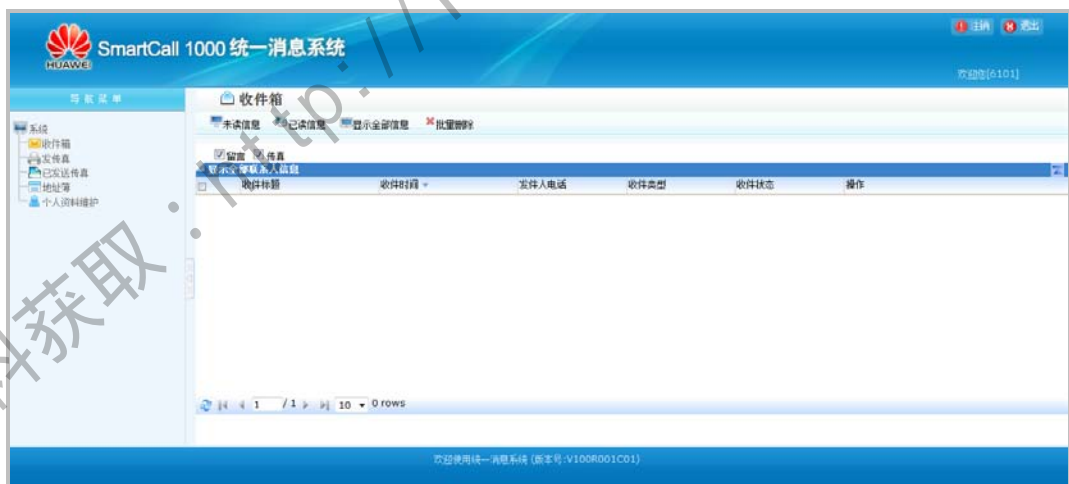 注销 退出
HUAWEI SmartCall 1000 统一消息系统
欢迎您[6101]
导航菜单
收件箱
未读信息 已读信息 显示全部信息 批量删除
系统
收件箱
发传真
已发送传真
地址簿
个人资料维护
留言 传真
显示全部联系人信息
收件标题 收件时间 发件人电话 收件类型 收件状态 操作
1 / 1 10 0 rows
欢迎使用统一消息系统 (版本号:V100R001C01)
料获取:http://